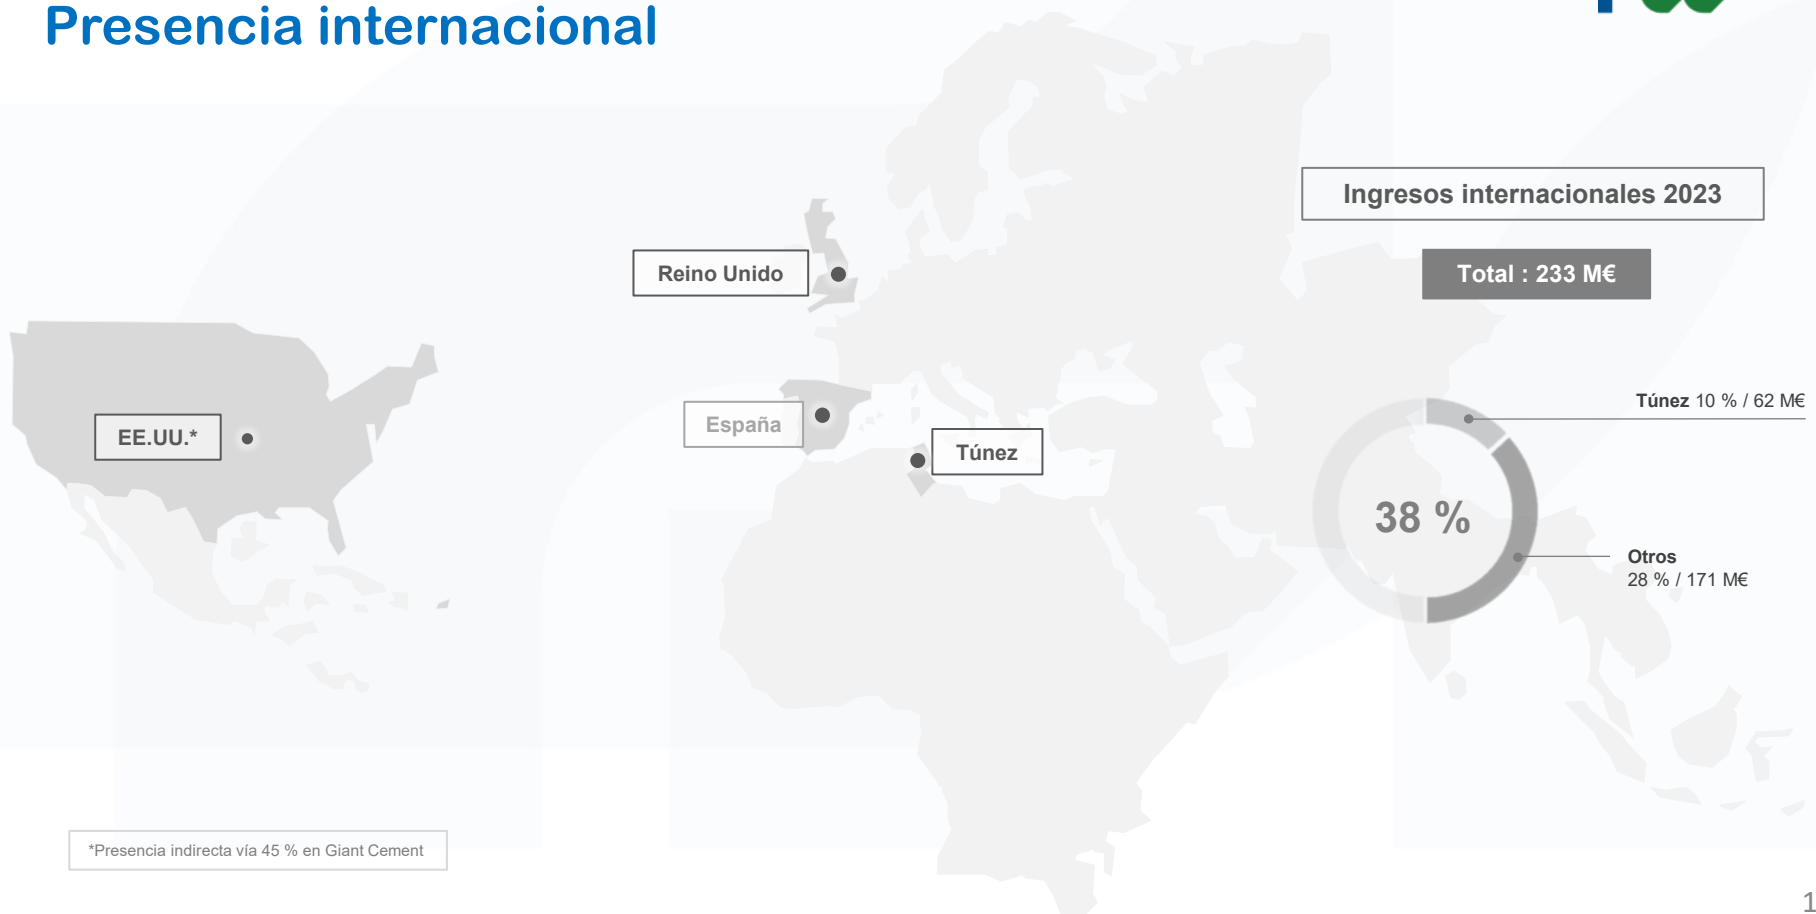 Presencia internacional
Ingresos internacionales 2023
Total : 233 M€
Reino Unido
EE.UU.*
España
Túnez
Túnez 10 % / 62 M€
38 %
Otros
28 % / 171 M€
*Presencia indirecta vía 45 % en Giant Cement
1